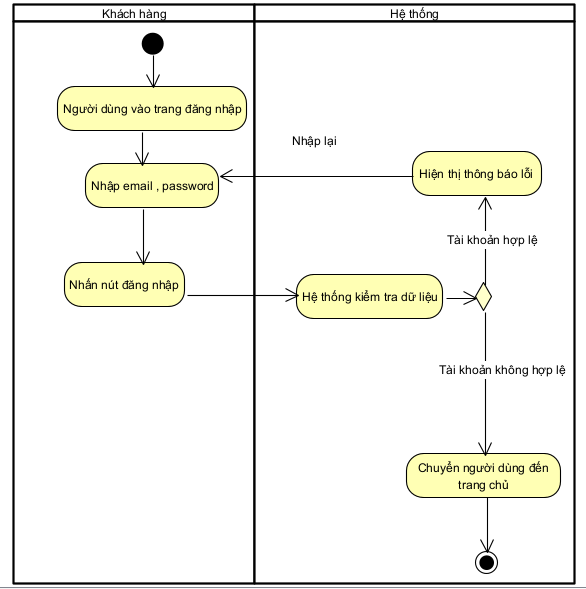 Khách hàng
Hệ thống
Người dùng vào trang đăng nhập
Nhập lại
Nhập email , password
Hiện thị thông báo lỗi
Tài khoản hợp lệ
Nhấn nút đăng nhập
Hệ thống kiểm tra dữ liệu
Tài khoản không hợp lệ
Chuyển người dùng đến
trang chủ